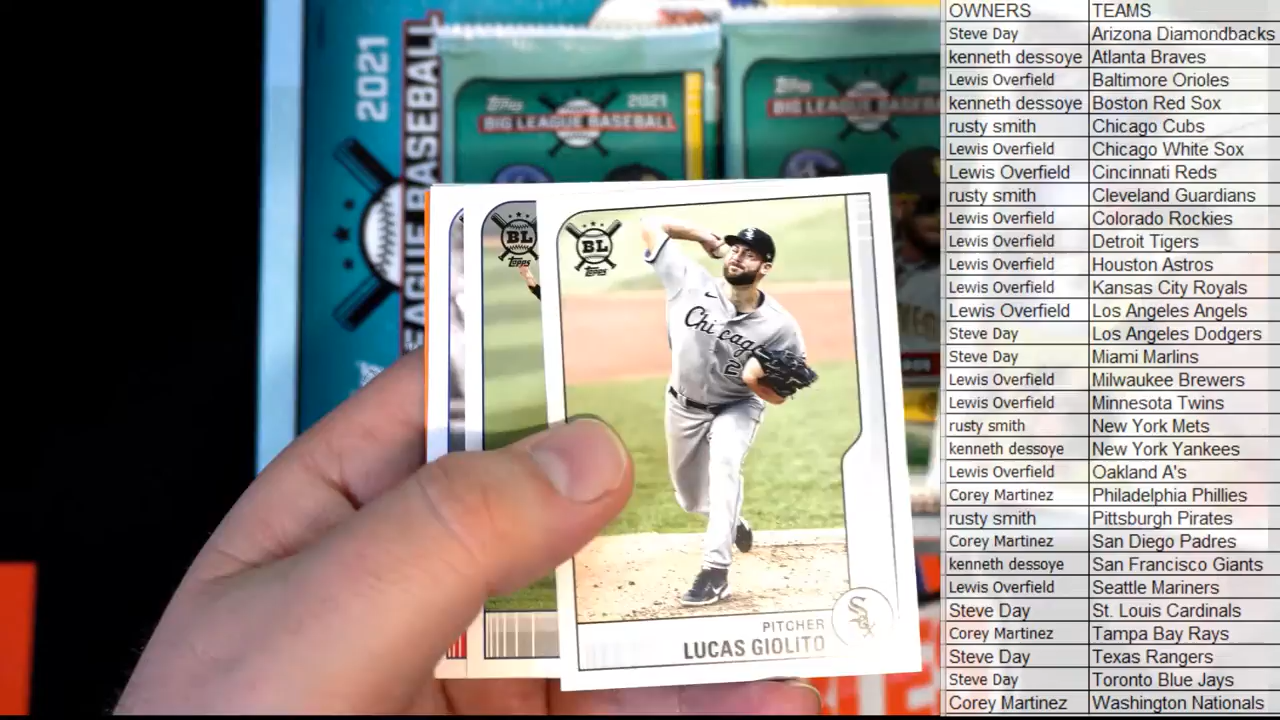 2021
EAGUE BASEBALL
Topps
2021
BIG LEAGUE BASEBALL
Topps
BIG LEAGUE BASEBALL
BL
Topps
BL
Topps
Chicago
2
PITCHER
LUCAS GIOLITO
OWNERS TEAMS
Steve Day Arizona Diamondbacks
kenneth dessoye Atlanta Braves
Lewis Overfield Baltimore Orioles
kenneth dessoye Boston Red Sox
rusty smith Chicago Cubs
Lewis Overfield Chicago White Sox
Lewis Overfield Cincinnati Reds
rusty smith Cleveland Guardians
Lewis Overfield Colorado Rockies
Lewis Overfield Detroit Tigers
Lewis Overfield Houston Astros
Lewis Overfield Kansas City Royals
Lewis Overfield Los Angeles Angels
Steve Day Los Angeles Dodgers
Steve Day Miami Marlins
Lewis Overfield Milwaukee Brewers
Lewis Overfield Minnesota Twins
rusty smith New York Mets
kenneth dessoye New York Yankees
Lewis Overfield Oakland A's
Corey Martinez Philadelphia Phillies
rusty smith Pittsburgh Pirates
Corey Martinez San Diego Padres
kenneth dessoye San Francisco Giants
Lewis Overfield Seattle Mariners
Steve Day St. Louis Cardinals
Corey Martinez Tampa Bay Rays
Steve Day Texas Rangers
Steve Day Toronto Blue Jays
Corey Martinez Washington Nationals